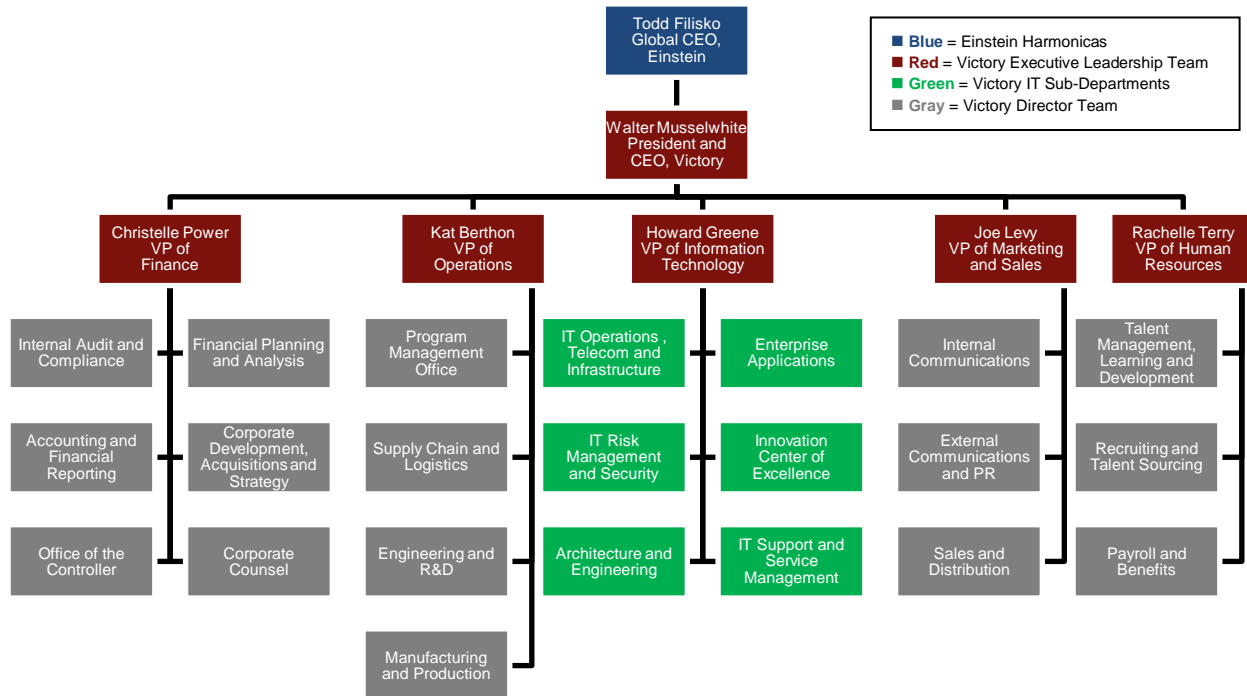 Todd Filisko
Global CEO,
Einstein
■ Blue = Einstein Harmonicas
■ Red = Victory Executive Leadership Team
■ Green = Victory IT Sub-Departments
■ Gray = Victory Director Team
Walter Musselwhite
President and
CEO, Victory
Christelle Power
VP of
Finance
Kat Berthon
VP of
Operations
Howard Greene
VP of Information
Technology
Joe Levy
VP of Marketing
and Sales
Rachelle Terry
VP of Human
Resources
Internal Audit and
Compliance
Financial Planning
and Analysis
Program
Management
Office
IT Operations ,
Telecom and
Infrastructure
Enterprise
Applications
Internal
Communications
Talent
Management,
Learning and
Development
Accounting and
Financial
Reporting
Corporate
Development,
Acquisitions and
Strategy
Supply Chain and
Logistics
IT Risk
Management
and Security
Innovation
Center of
Excellence
External
Communications
and PR
Recruiting and
Talent Sourcing
Office of the
Controller
Corporate
Counsel
Engineering and
R&D
Architecture and
Engineering
IT Support and
Service
Management
Sales and
Distribution
Payroll and
Benefits
Manufacturing
and Production